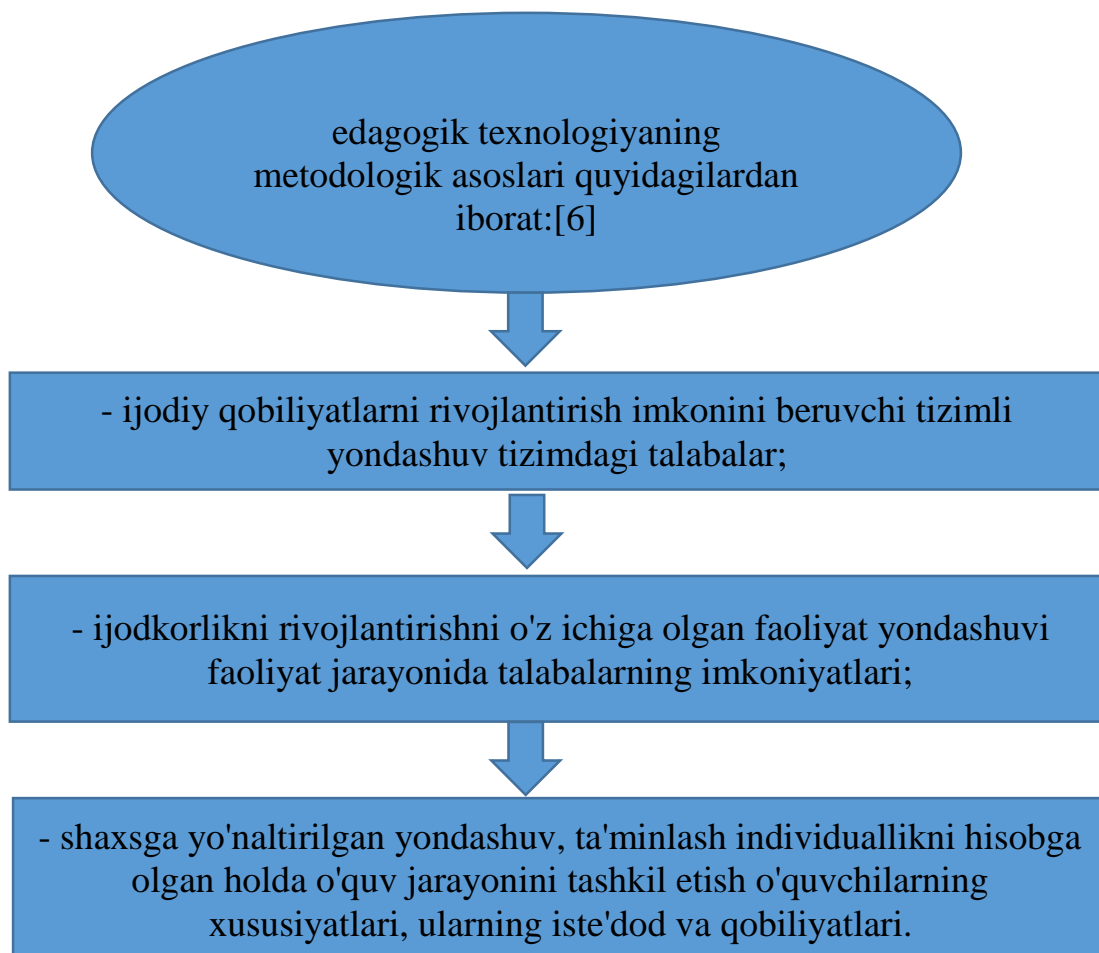 edagogik texnologiyaning
metodologik asoslari quyidagilardan
iborat:[6]
- ijodiy qobiliyatlarni rivojlantirish imkonini beruvchi tizimli
yondashuv tizimdagi talabalar;
- ijodkorlikni rivojlantirishni o'z ichiga olgan faoliyat yondashuvi
faoliyat jarayonida talabalarning imkoniyatlari;
- shaxsga yo'naltirilgan yondashuv, ta'minlash individuallikni hisobga
olgan holda o'quv jarayonini tashkil etish o'quvchilarning
xususiyatlari, ularning iste'dod va qobiliyatlari.